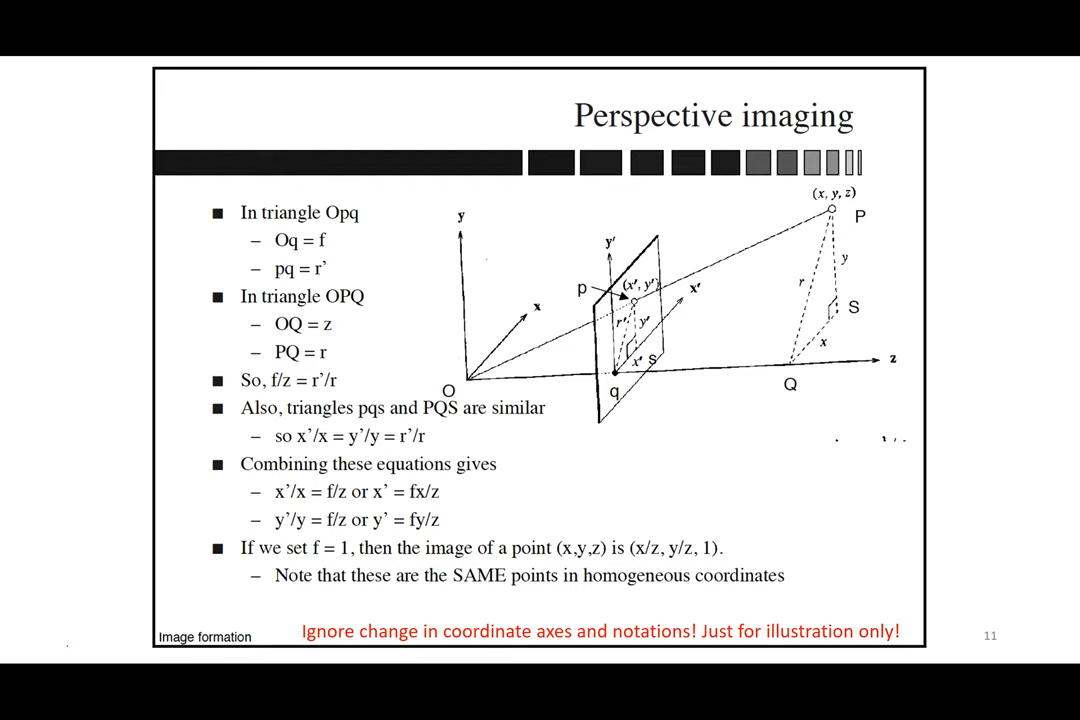 Perspective imaging
■ In triangle Opq
– Oq = f
– pq = r’
■ In triangle OPQ
– OQ = z
– PQ = r
■ So, f/z = r’/r
■ Also, triangles pqs and PQS are similar
– so x’/x = y’/y = r’/r
■ Combining these equations gives
– x’/x = f/z or x’ = fx/z
– y’/y = f/z or y’ = fy/z
■ If we set f = 1, then the image of a point (x,y,z) is (x/z, y/z, 1).
– Note that these are the SAME points in homogeneous coordinates
(x, y, z)
P
y
y'
y
p
(x', y')
x'
r
x
r'
y'
S
x
x'
s
z
O
q
Q
Image formation
Ignore change in coordinate axes and notations! Just for illustration only!
11